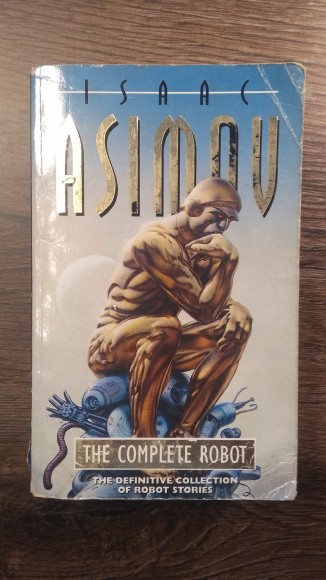 ISAAC
ASIMOV
THE COMPLETE ROBOT
THE DEFINITIVE COLLECTION
OF ROBOT STORIES